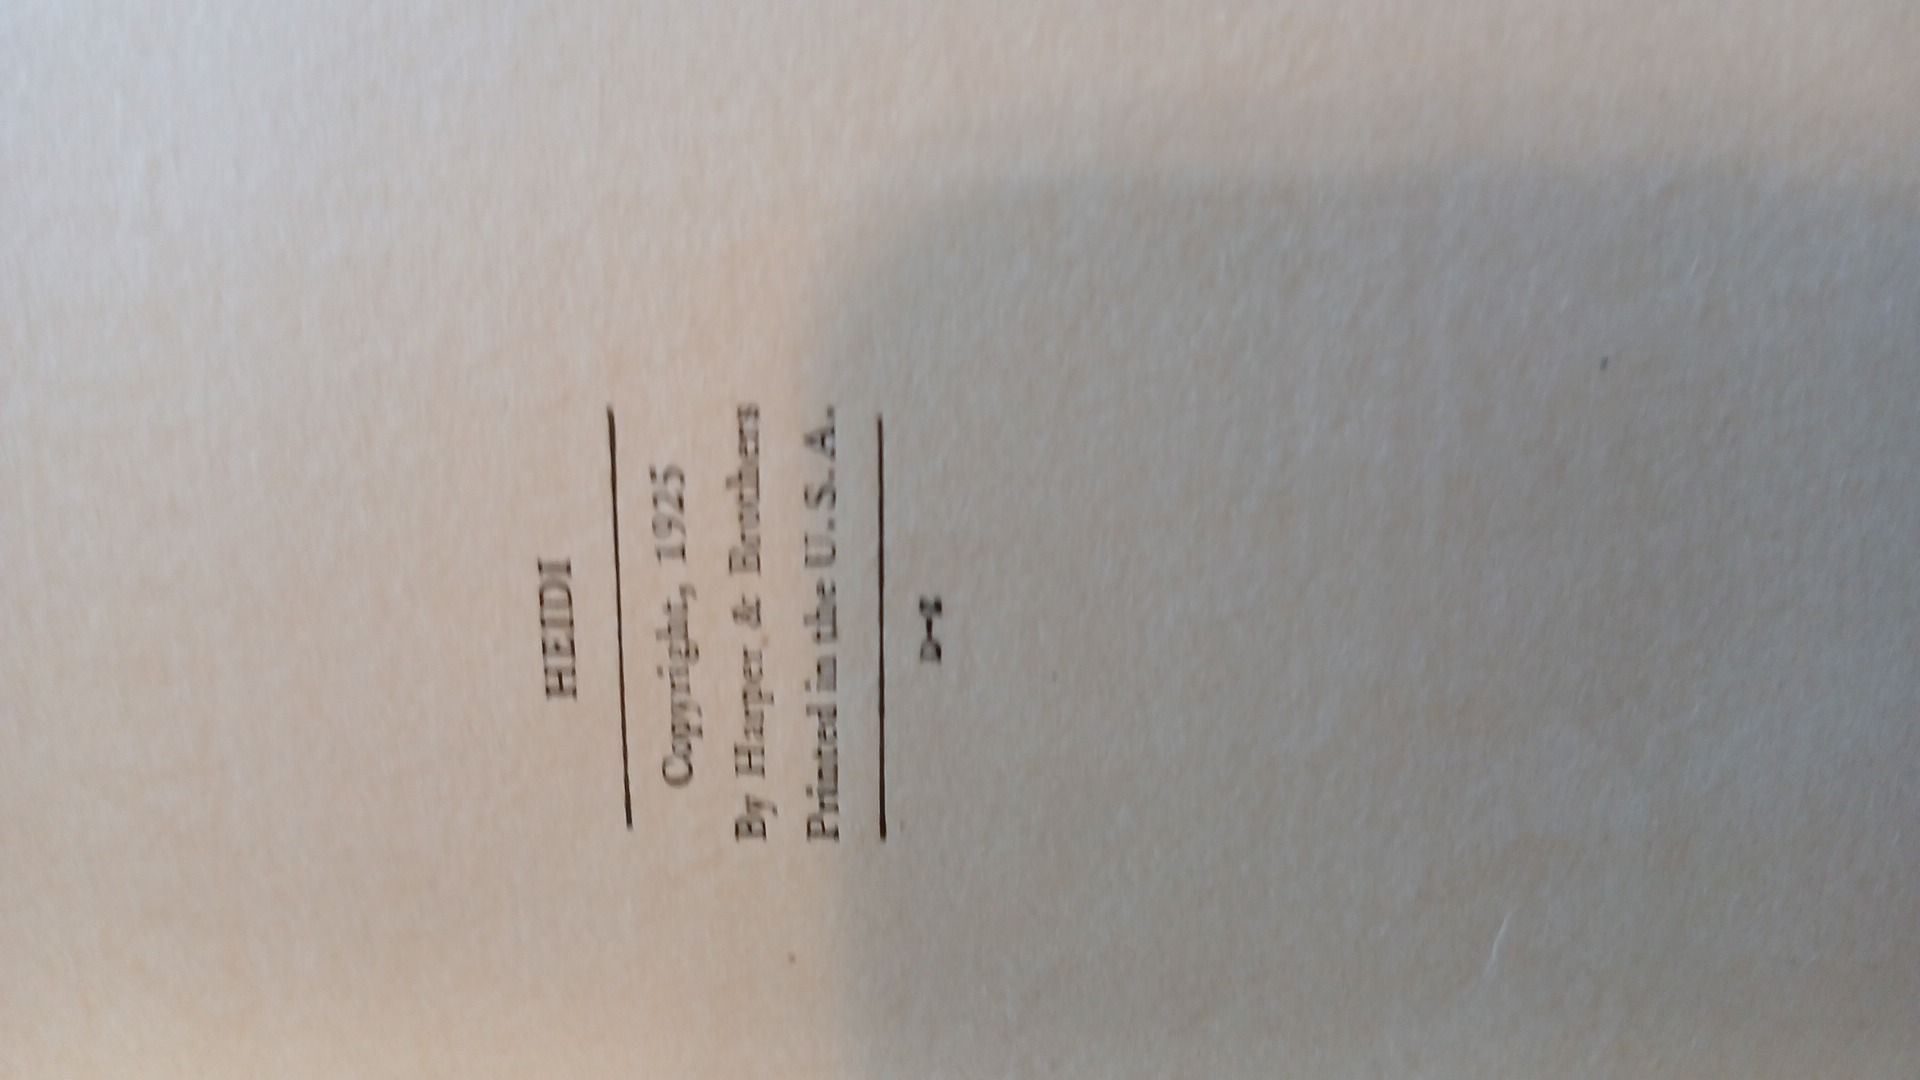 HEIDI
Copyright, 1925
By Harper & Brothers
Printed in the U.S.A.